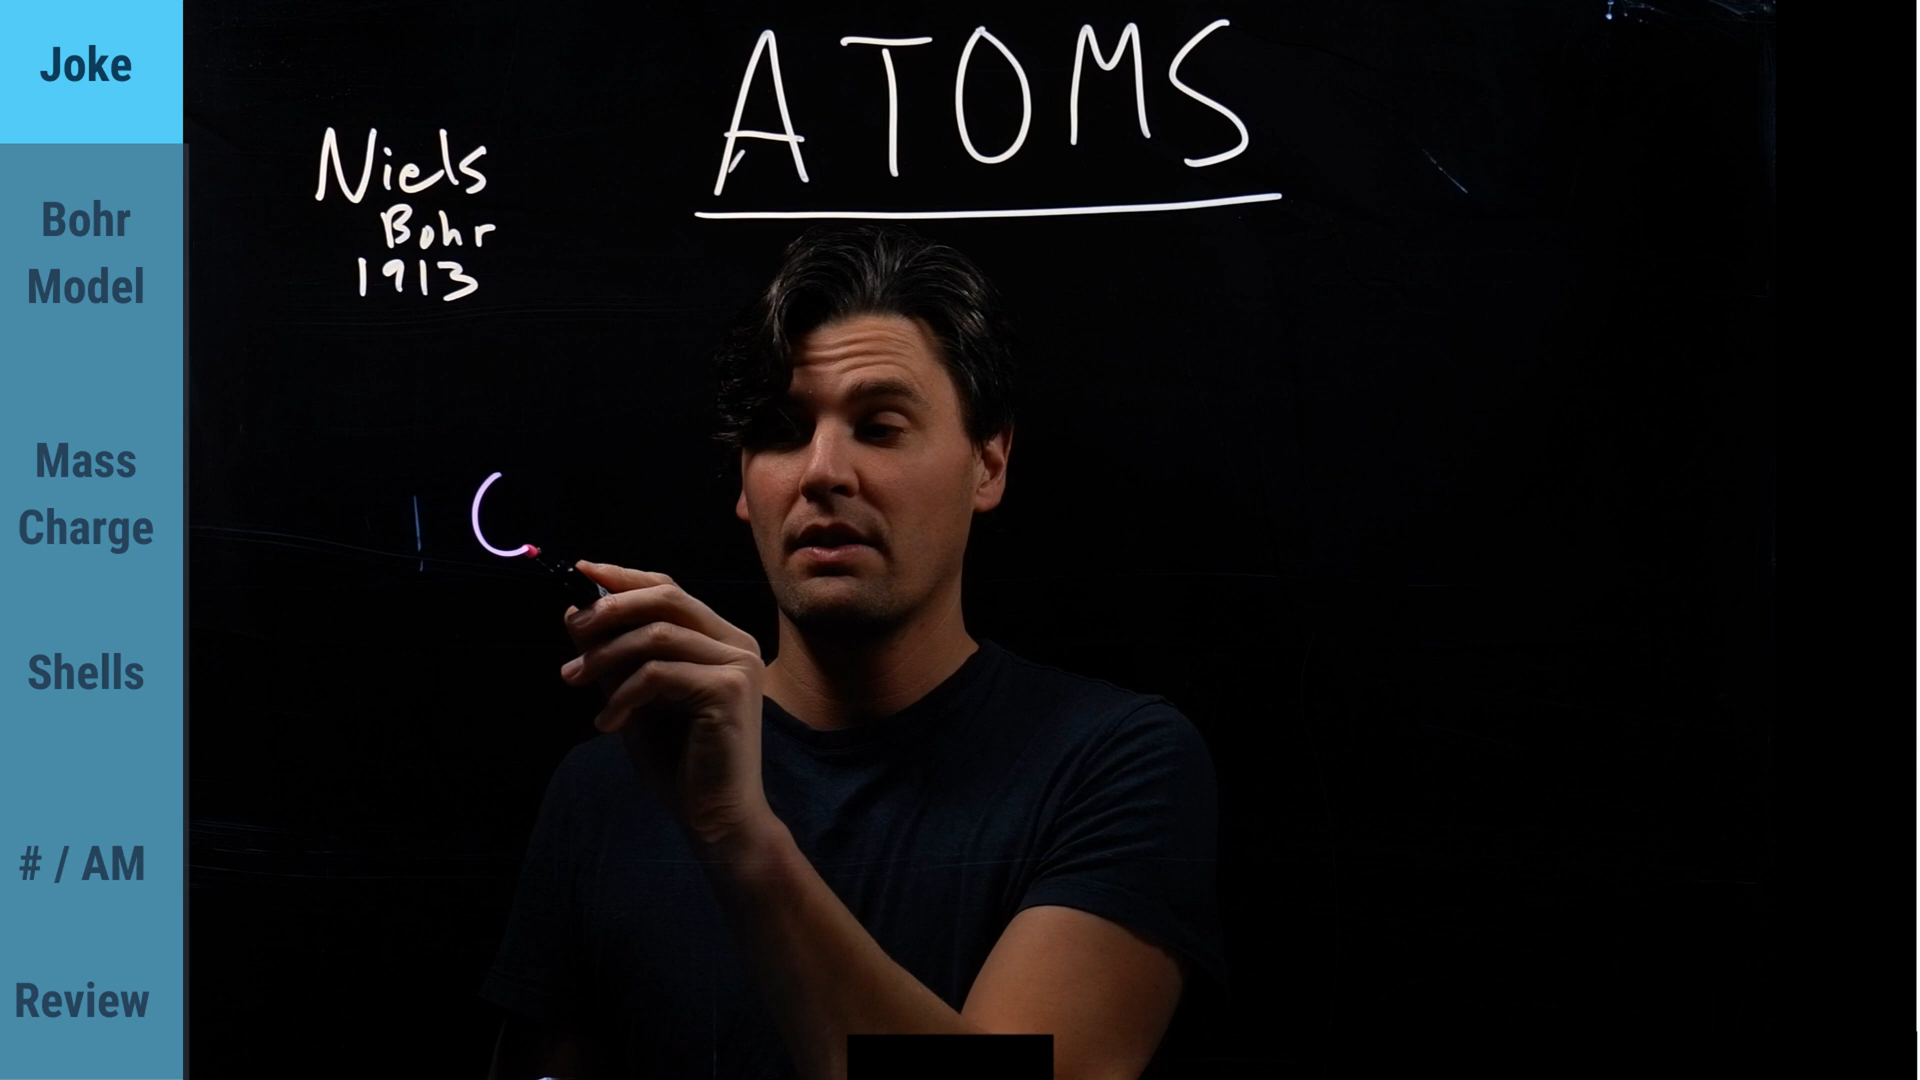 Joke
Bohr
Model
Mass
Charge
Shells
# / AM
Review
ATOMS
Niels
Bohr
1913